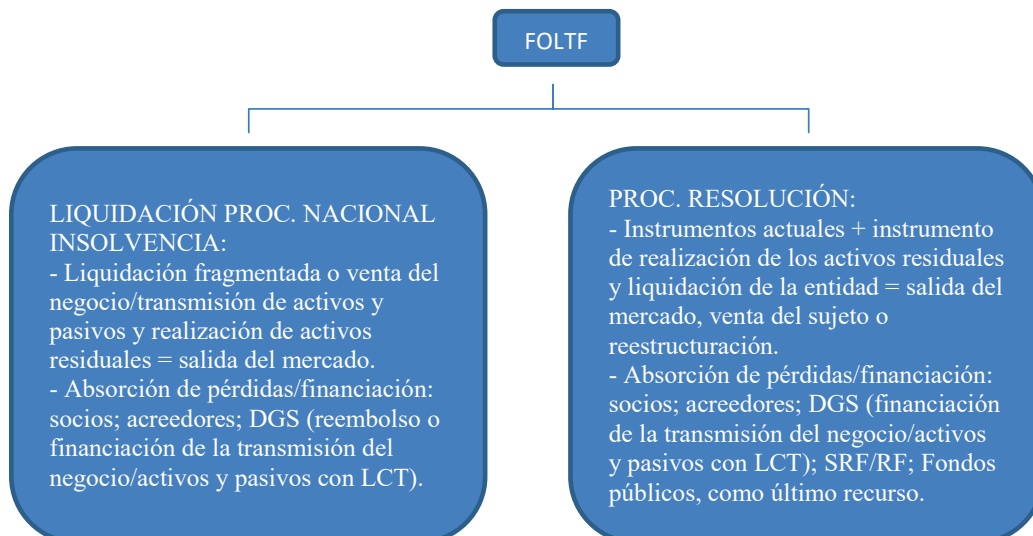 FOLTF
LIQUIDACIÓN PROC. NACIONAL
INSOLVENCIA:
- Liquidación fragmentada o venta del
negocio/transmisión de activos y
pasivos y realización de activos
residuales = salida del mercado.
- Absorción de pérdidas/financiación:
socios; acreedores; DGS (reembolso o
financiación de la transmisión del
negocio/activos y pasivos con LCT).
PROC. RESOLUCIÓN:
- Instrumentos actuales + instrumento
de realización de los activos residuales
y liquidación de la entidad = salida del
mercado, venta del sujeto o
reestructuración.
- Absorción de pérdidas/financiación:
socios; acreedores; DGS (financiación
de la transmisión del negocio/activos
y pasivos con LCT); SRF/RF; Fondos
públicos, como último recurso.